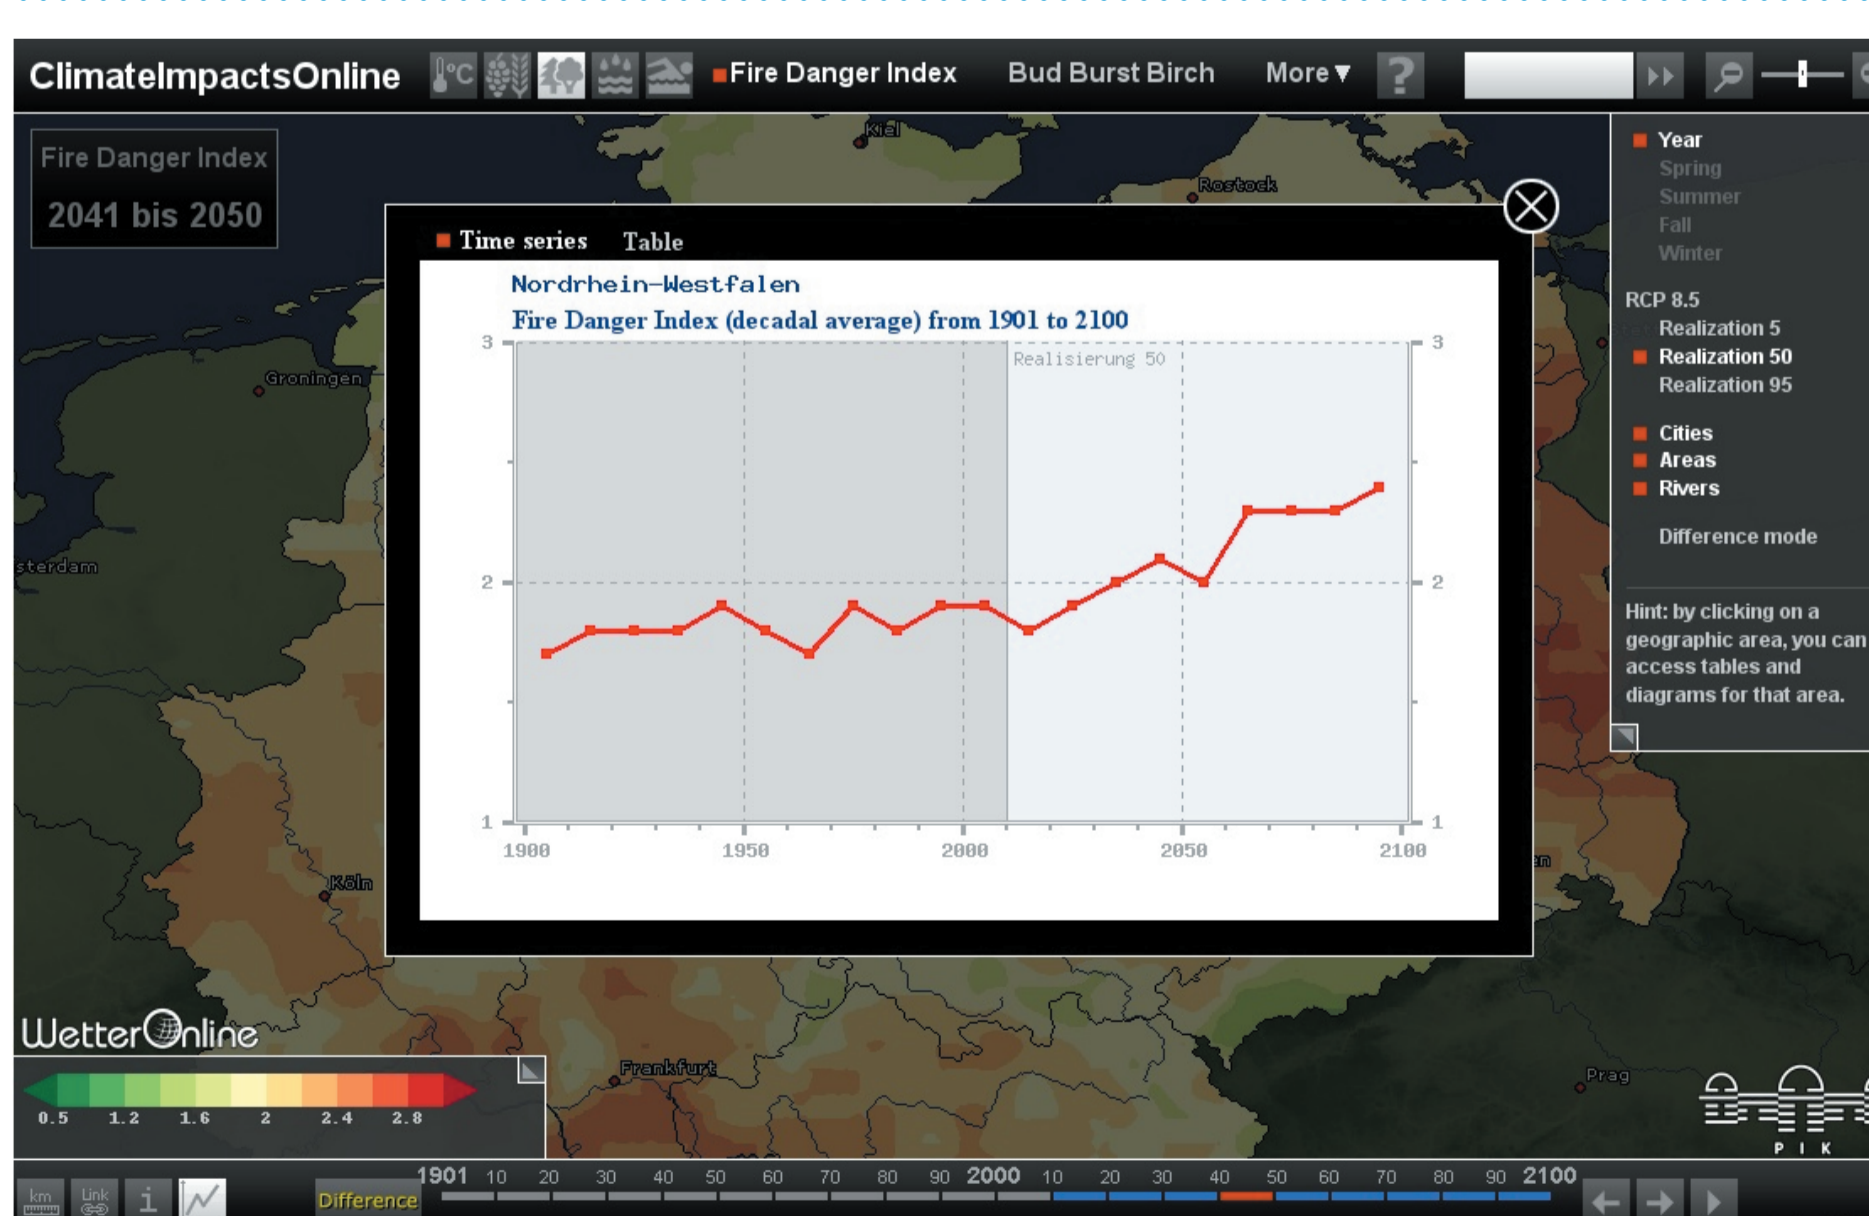 ClimateImpactsOnline
°C
Fire Danger Index Bud Burst Birch More ?
Fire Danger Index
2041 bis 2050
Kiel
Rostock
Groningen
sterdam
Köln
Frankfurt
Prag
en
Time series Table
Nordrhein-Westfalen
Fire Danger Index (decadal average) from 1901 to 2100
Realisierung 50
3 3
2 2
1 1
1900 1950 2000 2050 2100
Year
Spring
Summer
Fall
Winter
RCP 8.5
Realization 5
Realization 50
Realization 95
Cities
Areas
Rivers
Difference mode
Hint: by clicking on a
geographic area, you can
access tables and
diagrams for that area.
WetterOnline
0.5 1.2 1.6 2 2.4 2.8
PIK
km Link i
Difference
1901 10 20 30 40 50 60 70 80 90 2000 10 20 30 40 50 60 70 80 90 2100